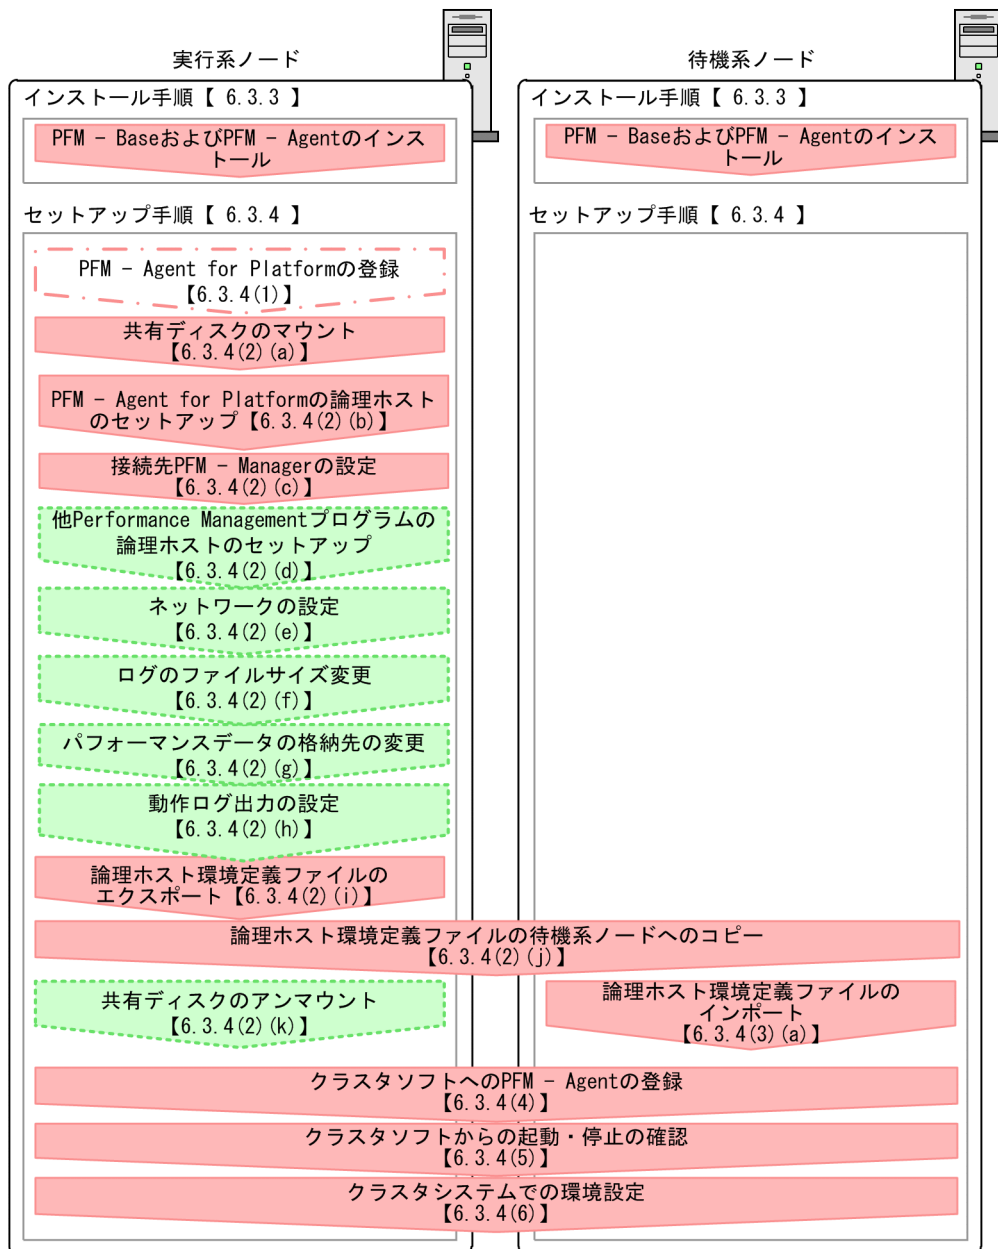 実行系ノード
待機系ノード
インストール手順【 6.3.3 】
インストール手順【 6.3.3 】
PFM - BaseおよびPFM - Agentのインス
トール
PFM - BaseおよびPFM - Agentのインス
トール
セットアップ手順【 6.3.4 】
セットアップ手順【 6.3.4 】
PFM - Agent for Platformの登録
【6.3.4(1)】
共有ディスクのマウント
【6.3.4(2)(a)】
PFM - Agent for Platformの論理ホスト
のセットアップ【6.3.4(2)(b)】
接続先PFM - Managerの設定
【6.3.4(2)(c)】
他Performance Managementプログラムの
論理ホストのセットアップ
【6.3.4(2)(d)】
ネットワークの設定
【6.3.4(2)(e)】
ログのファイルサイズ変更
【6.3.4(2)(f)】
パフォーマンスデータの格納先の変更
【6.3.4(2)(g)】
動作ログ出力の設定
【6.3.4(2)(h)】
論理ホスト環境定義ファイルの
エクスポート【6.3.4(2)(i)】
論理ホスト環境定義ファイルの待機系ノードへのコピー
【6.3.4(2)(j)】
共有ディスクのアンマウント
【6.3.4(2)(k)】
論理ホスト環境定義ファイルの
インポート
【6.3.4(3)(a)】
クラスタソフトへのPFM - Agentの登録
【6.3.4(4)】
クラスタソフトからの起動・停止の確認
【6.3.4(5)】
クラスタシステムでの環境設定
【6.3.4(6)】